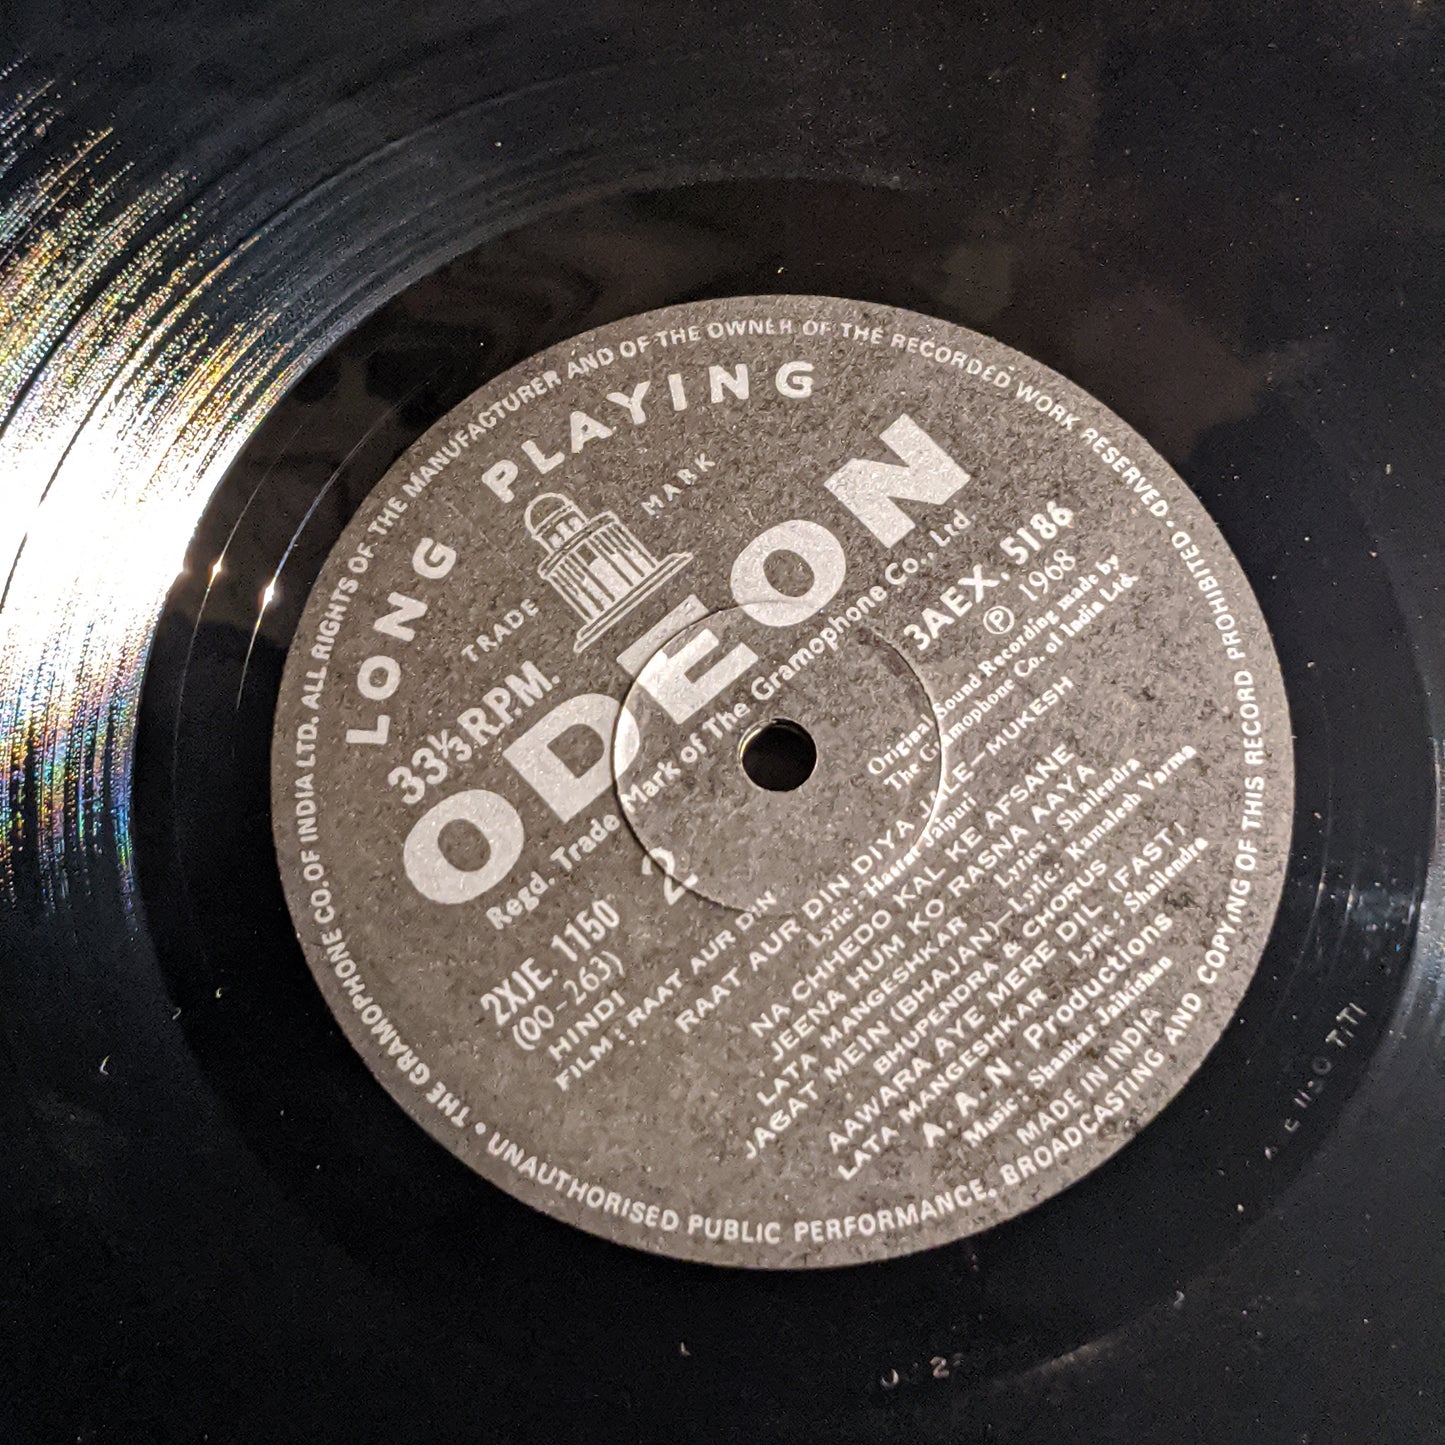 THE GRAMOPHONE CO. OF INDIA LTD. ALL RIGHTS OF THE MANUFACTURER AND OF THE OWNER OF THE RECORDED WORK RESERVED • UNAUTHORISED PUBLIC PERFORMANCE, BROADCASTING AND COPYING OF THIS RECORD PROHIBITED •
LONG PLAYING
TRADE MARK
33⅓ R.P.M.
ODEON
Regd. Trade Mark of The Gramophone Co., Ltd.
3AEX. 5186
2XJE. 1150
2
℗ 1968
(OO-263)
Original Sound Recording made by
The Gramophone Co. of India Ltd.
HINDI
FILM : RAAT AUR DIN
RAAT AUR DIN DIYA JALE—MUKESH
Lyric : Hasrat Jaipuri
NA CHHEDO KAL KE AFSANE
JEENA HUM KO RASNA AAYA
LATA MANGESHKAR Lyrics : Shailendra
JAGAT MEIN (BHAJAN)—Lyric : Kamalesh Varma
BHUPENDRA & CHORUS
AAWARA AYE MERE DIL (FAST)
LATA MANGESHKAR Lyric : Shailendra
A. A. N. Productions
Music : Shankar Jaikishan
MADE IN INDIA